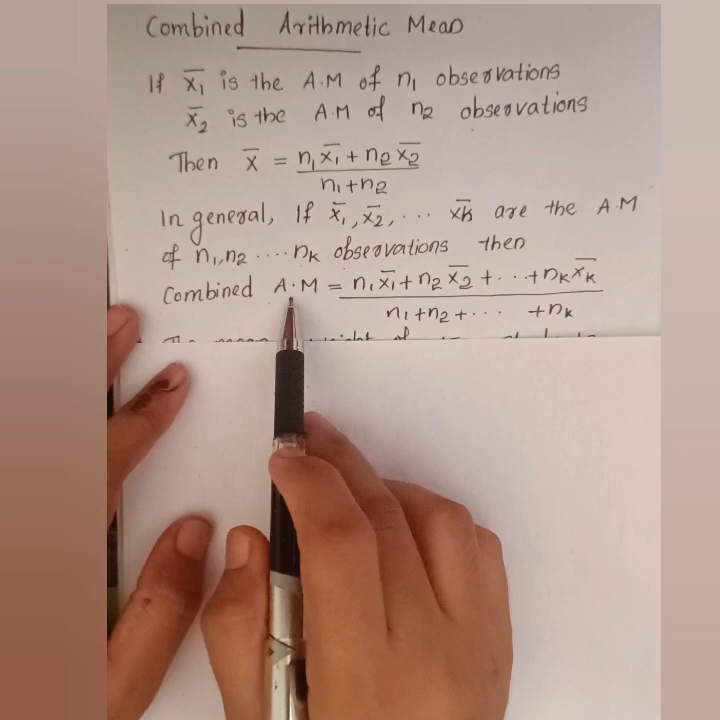 Combined Arithmetic Mean
If x̄₁ is the A.M of n₁ observations
x̄₂ is the A.M of n₂ observations
Then x̄ = n₁x̄₁ + n₂x̄₂
n₁+n₂
In general, If x̄₁, x̄₂, ... x̄k are the A.M
of n₁, n₂ .... nₖ observations then
Combined A.M = n₁x̄₁ + n₂x̄₂ + ... + nₖx̄ₖ
n₁ + n₂ + ... + nₖ